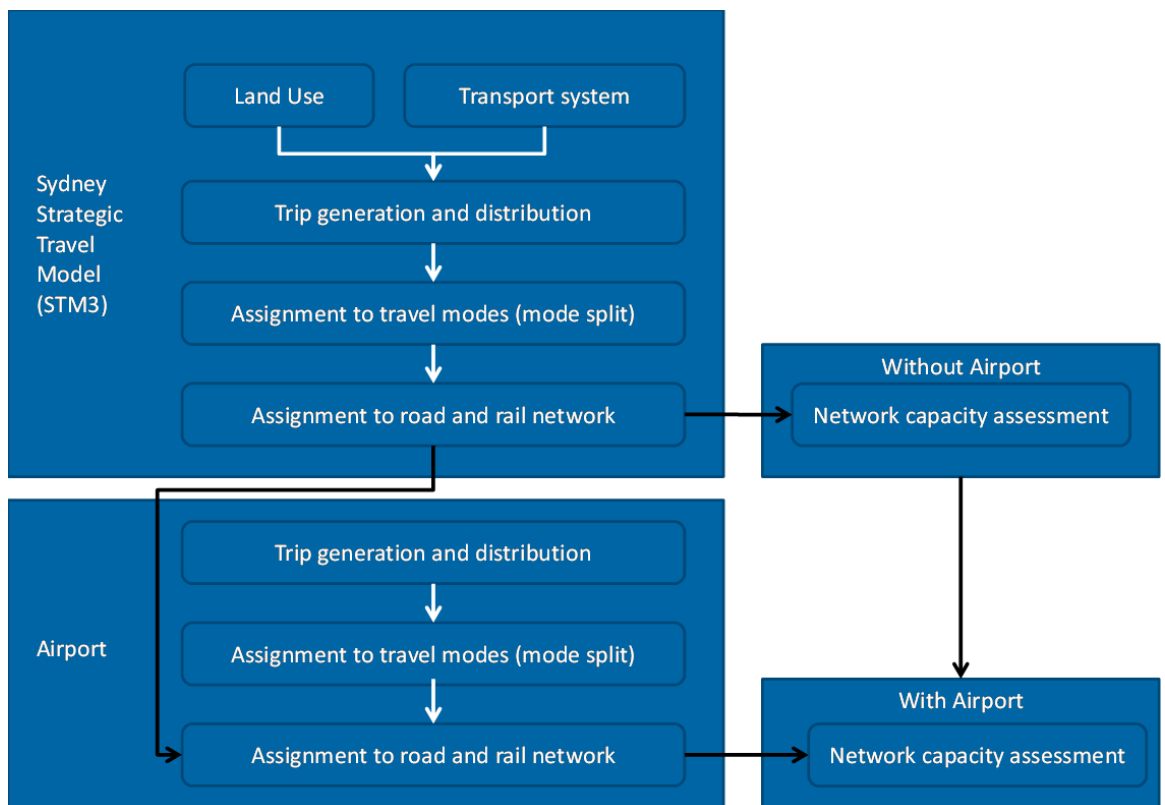 Land Use
Transport system
Sydney
Strategic
Travel
Model
(STM3)
Trip generation and distribution
Assignment to travel modes (mode split)
Assignment to road and rail network
Without Airport
Network capacity assessment
Airport
Trip generation and distribution
Assignment to travel modes (mode split)
Assignment to road and rail network
With Airport
Network capacity assessment